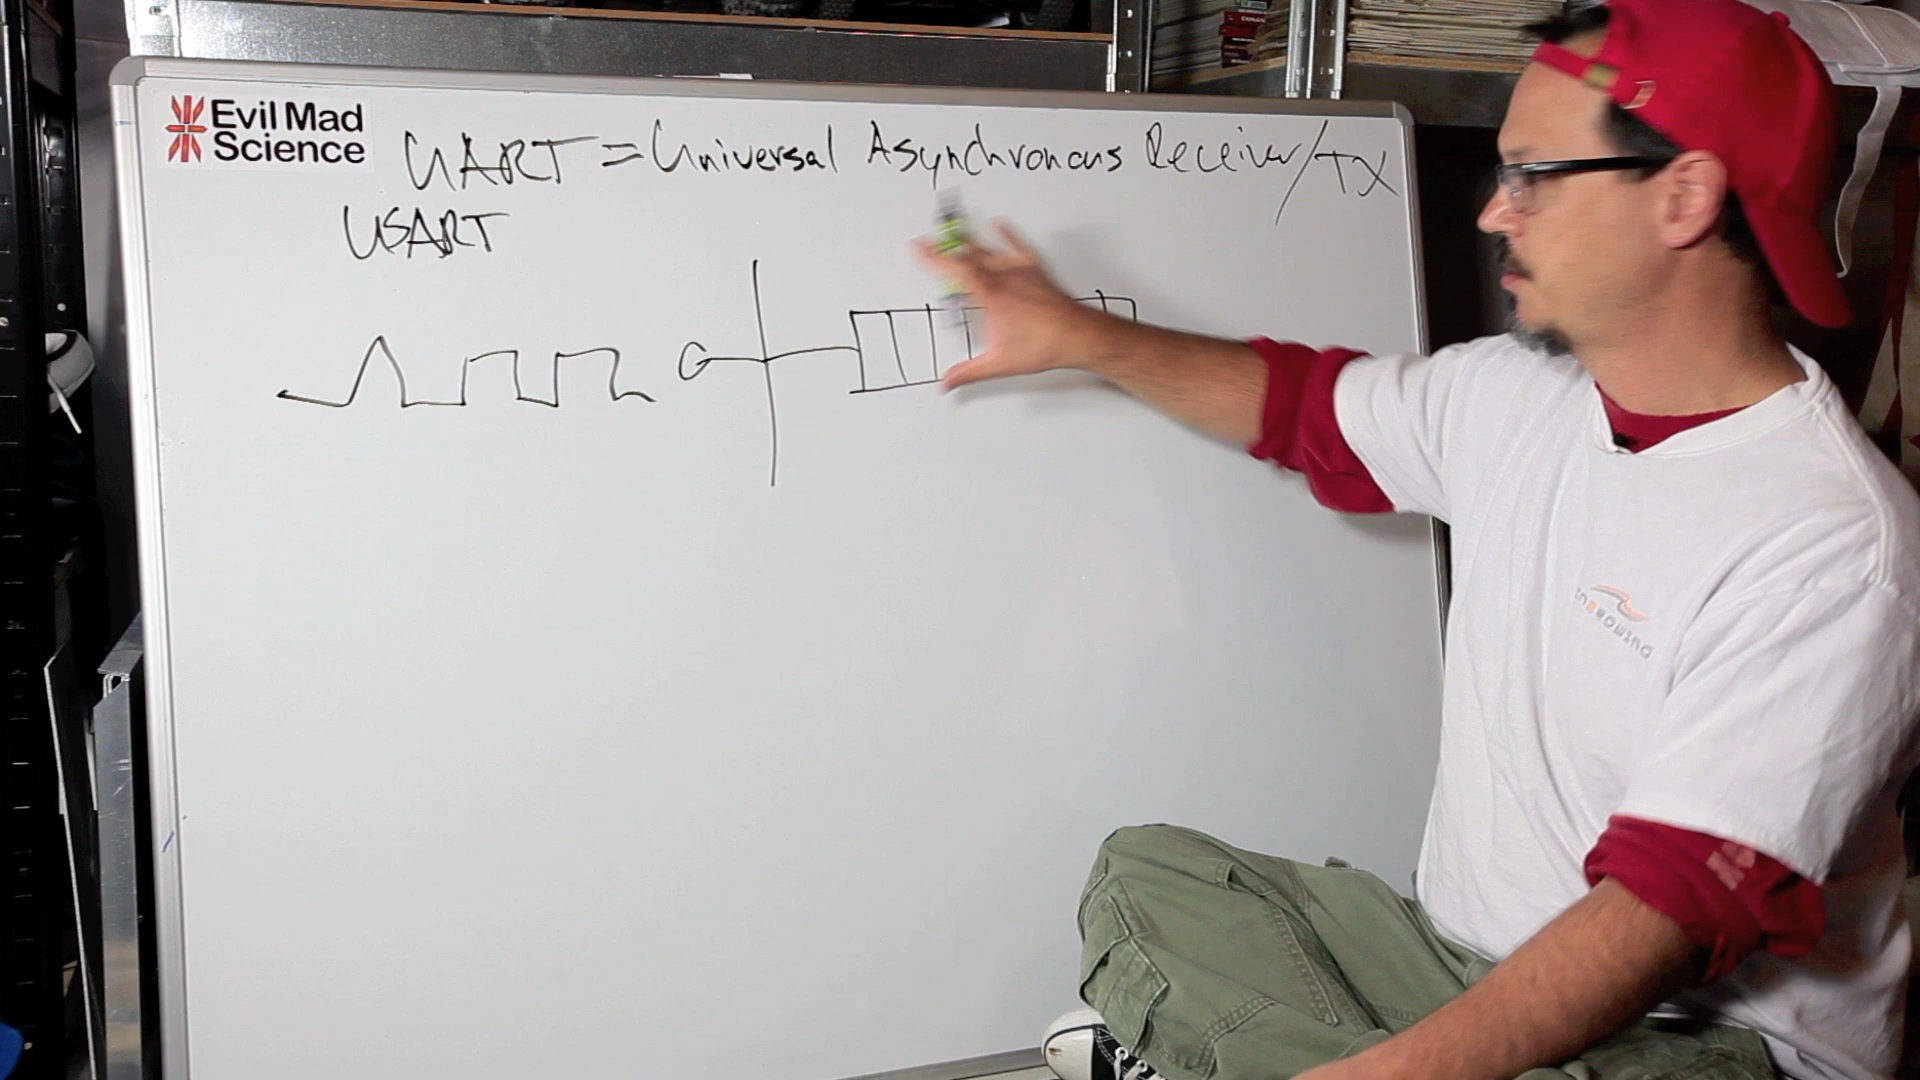 Evil Mad
Science
UART = Universal Asynchronous Receiver/TX
USART